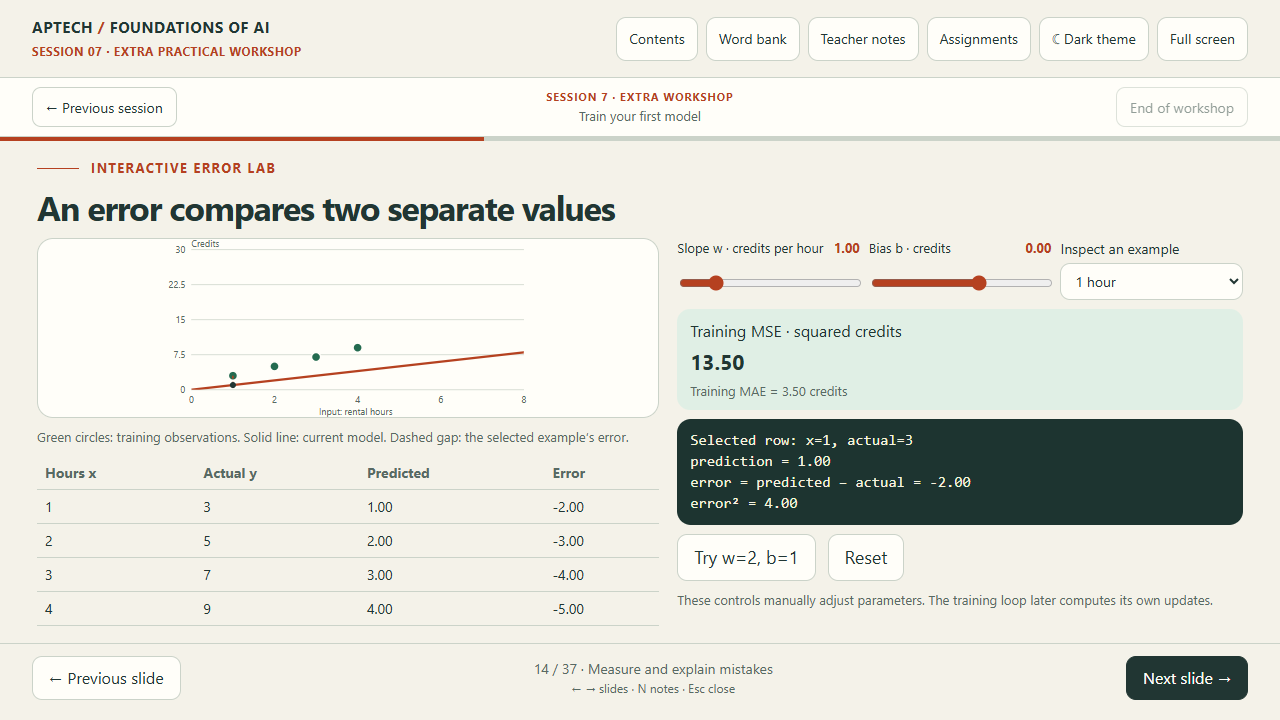 APTECH / FOUNDATIONS OF AI
SESSION 07 · EXTRA PRACTICAL WORKSHOP
Contents
Word bank
Teacher notes
Assignments
☾ Dark theme
Full screen
← Previous session
SESSION 7 · EXTRA WORKSHOP
Train your first model
End of workshop
INTERACTIVE ERROR LAB
An error compares two separate values
Credits
30
22.5
15
7.5
0
0 2 4 6 8
Input: rental hours
Green circles: training observations. Solid line: current model. Dashed gap: the selected example's error.
Hours x Actual y Predicted Error
1 3 1.00 -2.00
2 5 2.00 -3.00
3 7 3.00 -4.00
4 9 4.00 -5.00
Slope w · credits per hour 1.00
Bias b · credits 0.00
Inspect an example
1 hour
Training MSE · squared credits
13.50
Training MAE = 3.50 credits
Selected row: x=1, actual=3
prediction = 1.00
error = predicted − actual = -2.00
error² = 4.00
Try w=2, b=1
Reset
These controls manually adjust parameters. The training loop later computes its own updates.
← Previous slide
14 / 37 · Measure and explain mistakes
← → slides · N notes · Esc close
Next slide →